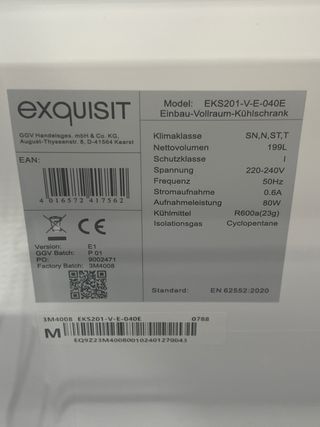 exquisit
GGV Handelsges. mbH & Co. KG,
August-Thyssenstr. 8, D-41564 Kaarst
EAN:
4 016572 417562
CE
Version: E1
GGV Batch: P 01
PO: 9002471
Factory Batch: 3M4008
Model: EKS201-V-E-040E
Einbau-Vollraum-Kühlschrank
Klimaklasse SN,N,ST,T
Nettovolumen 199L
Schutzklasse I
Spannung 220-240V
Frequenz 50Hz
Stromaufnahme 0.6A
Aufnahmeleistung 80W
Kühlmittel R600a(23g)
Isolationsgas Cyclopentane
Standard: EN 62552:2020
3M4008 EKS201-V-E-040E 0788
M
EQ9Z23M400800102401270043